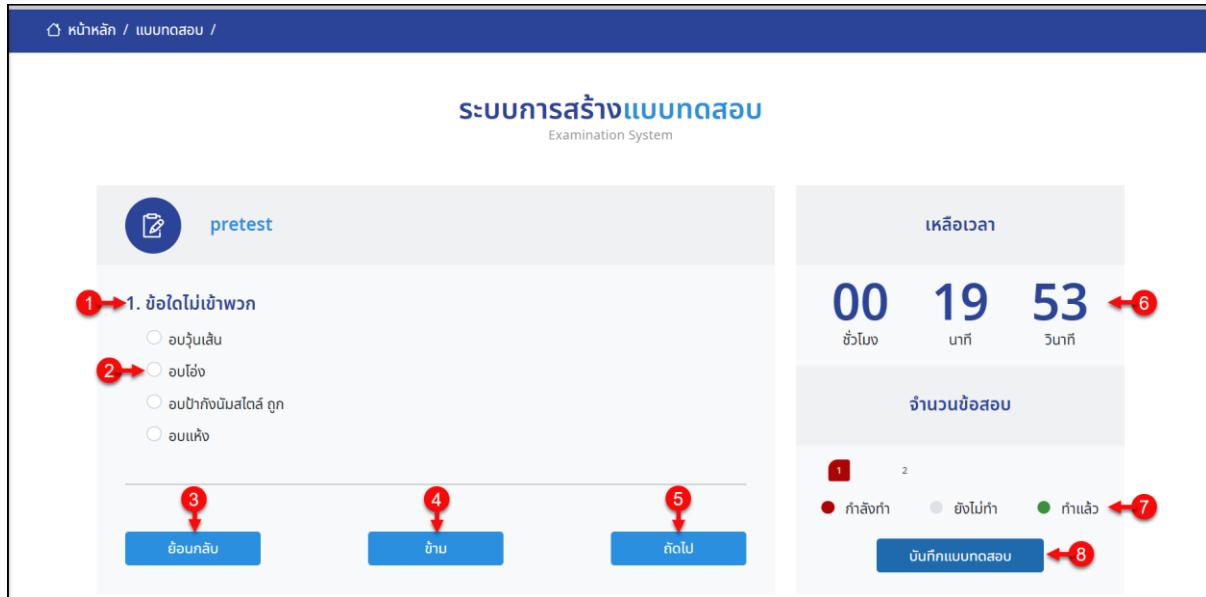 หน้าหลัก / แบบทดสอบ /
ระบบการสร้างแบบทดสอบ
Examination System
pretest
1
1. ข้อใดไม่เข้าพวก
อบวุ้นเส้น
2
อบโอ่ง
อบป้ากังนัมสไตล์ ถูก
อบแห้ง
3
4
5
ย้อนกลับ
ข้าม
ถัดไป
เหลือเวลา
00 19 53
6
ชั่วโมง นาที วินาที
จำนวนข้อสอบ
1 2
กำลังทำ ยังไม่ทำ ทำแล้ว
7
บันทึกแบบทดสอบ
8